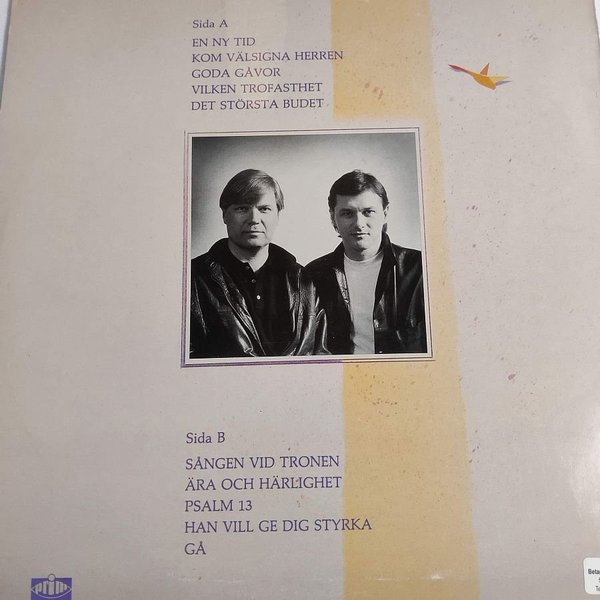 Sida A
EN NY TID
KOM VÄLSIGNA HERREN
GODA GÅVOR
VILKEN TROFASTHET
DET STÖRSTA BUDET
Sida B
SÅNGEN VID TRONEN
ÄRA OCH HÄRLIGHET
PSALM 13
HAN VILL GE DIG STYRKA
GÅ
prim